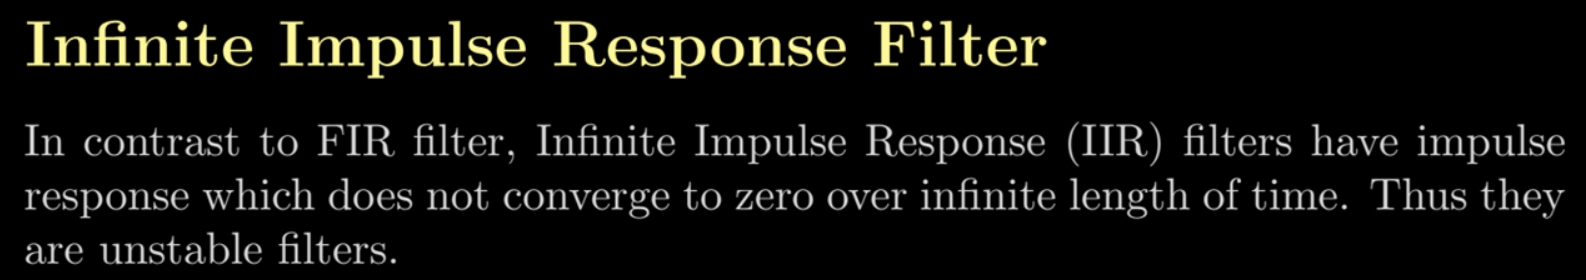 Infinite Impulse Response Filter
In contrast to FIR filter, Infinite Impulse Response (IIR) filters have impulse
response which does not converge to zero over infinite length of time. Thus they
are unstable filters.